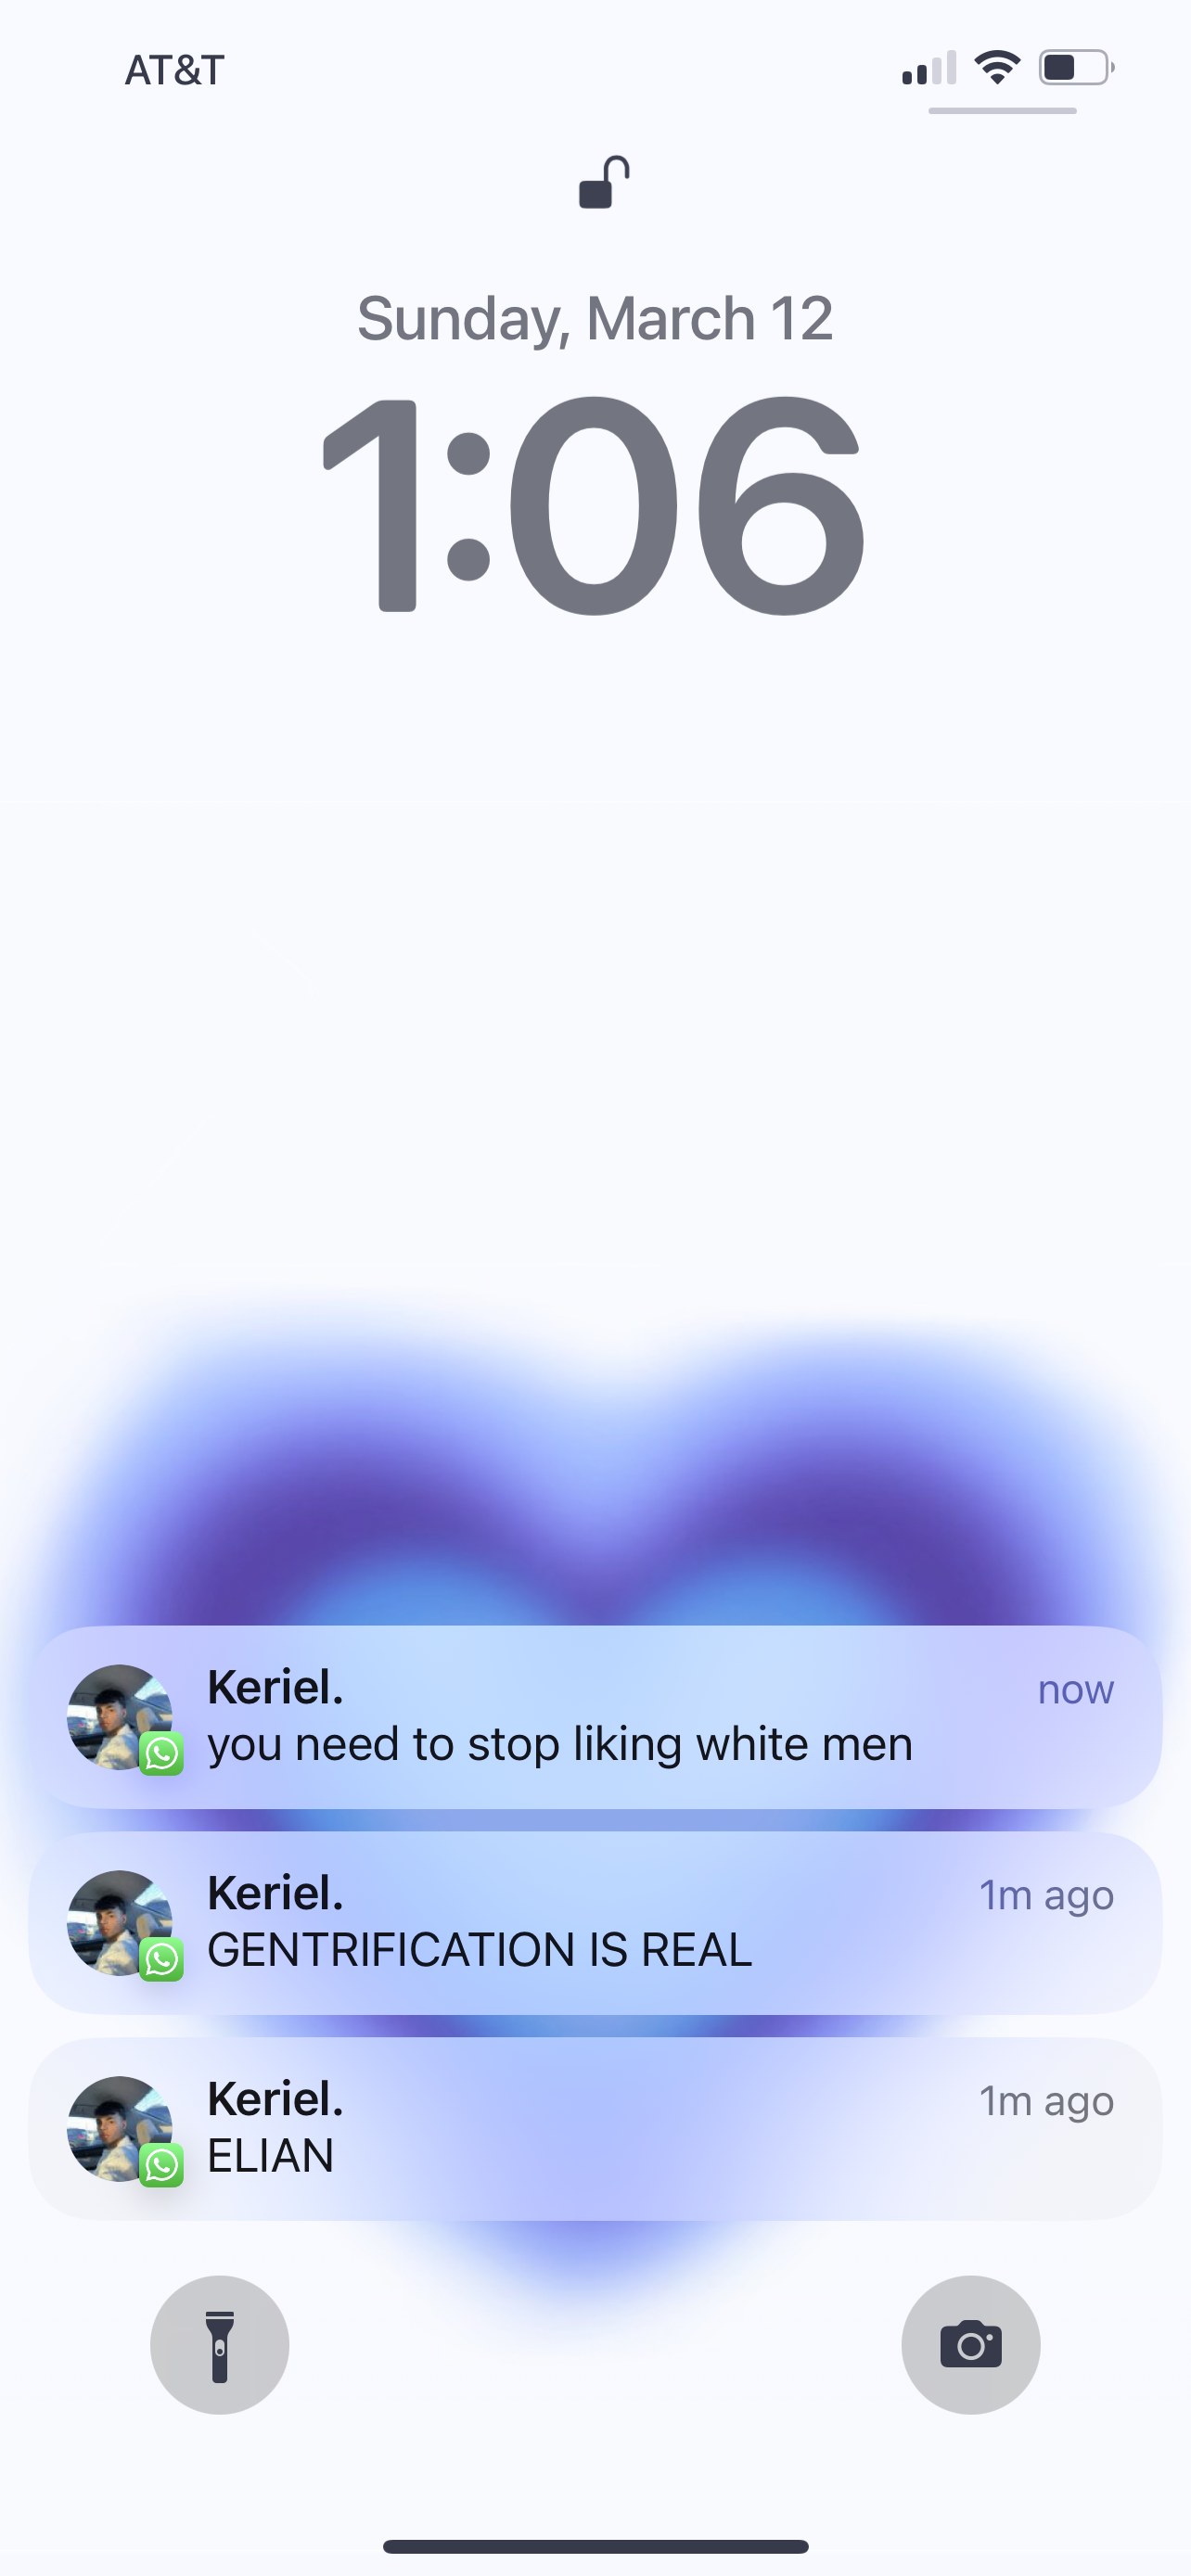 AT&T
Sunday, March 12
1:06
Keriel.
now
you need to stop liking white men
Keriel.
1m ago
GENTRIFICATION IS REAL
Keriel.
1m ago
ELIAN